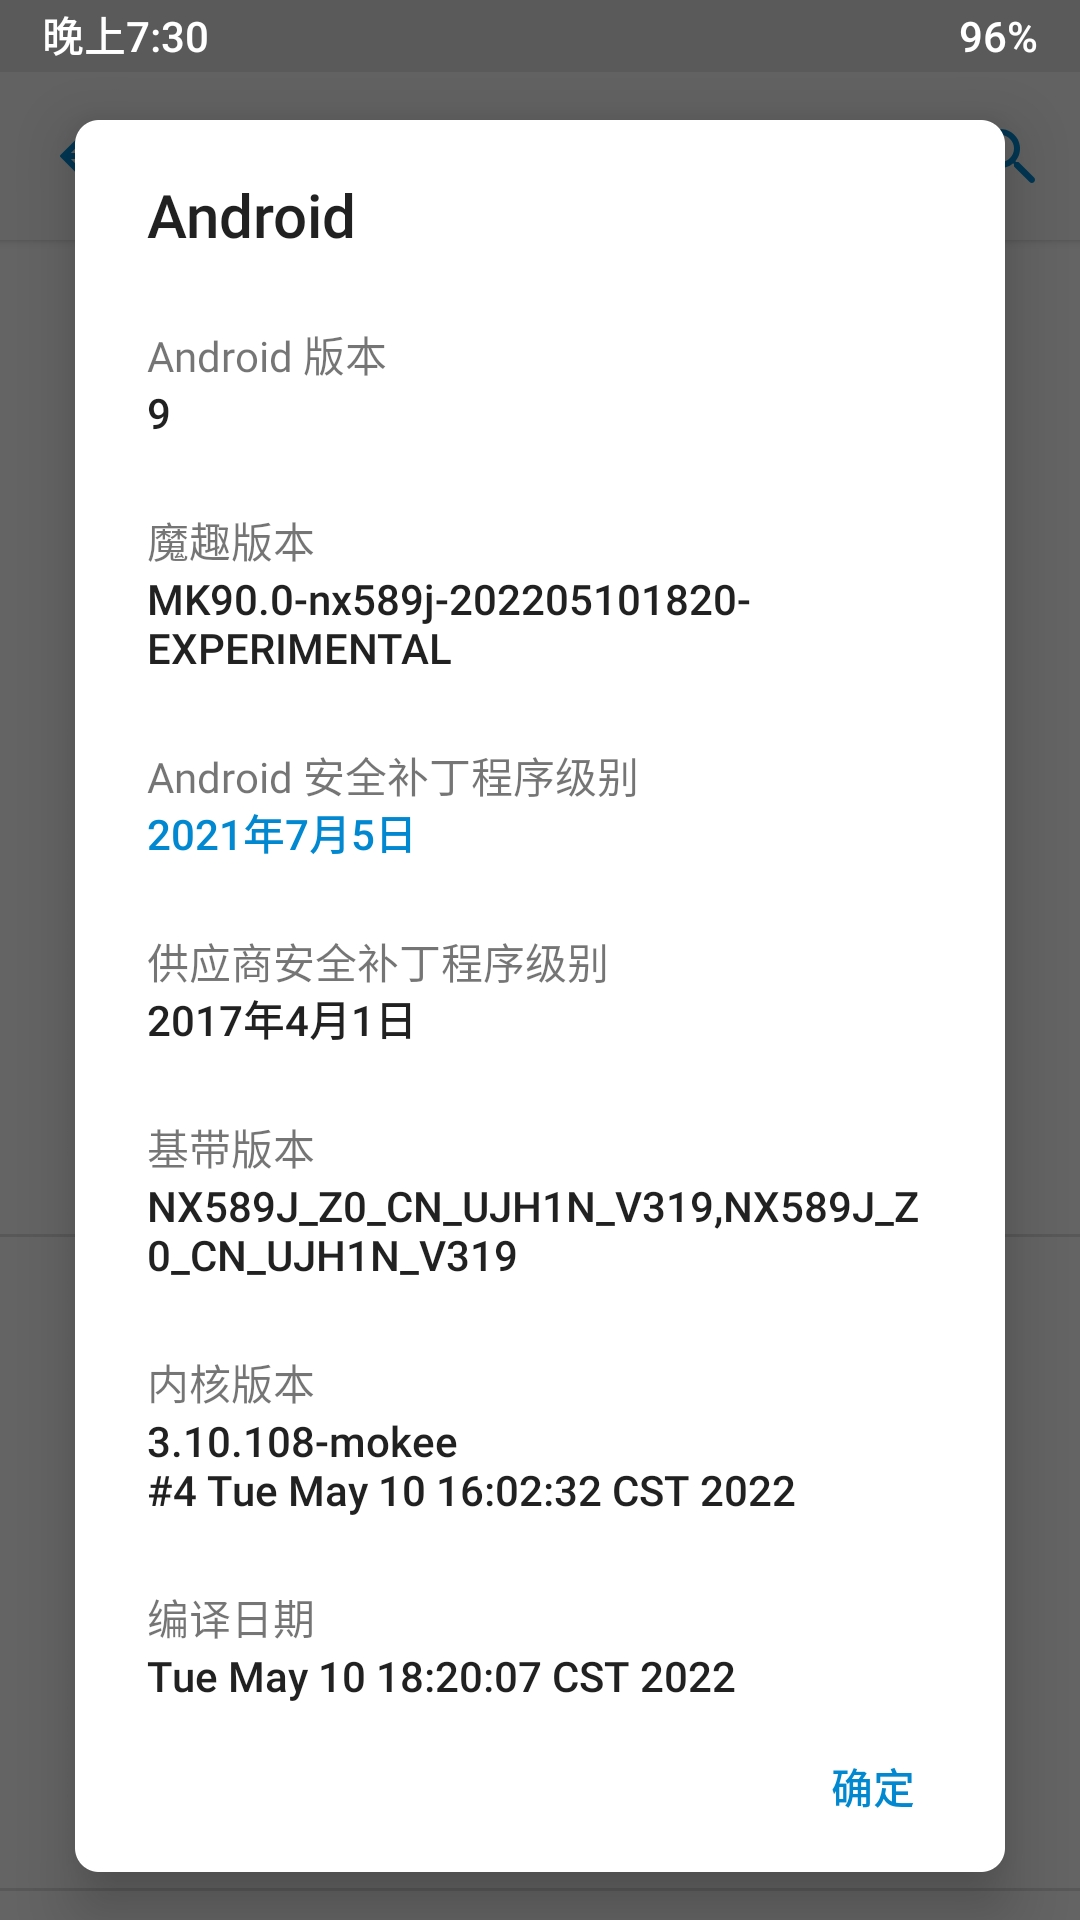 晚上7:30
96%
Android
Android 版本
9
魔趣版本
MK90.0-nx589j-202205101820-
EXPERIMENTAL
Android 安全补丁程序级别
2021年7月5日
供应商安全补丁程序级别
2017年4月1日
基带版本
NX589J_Z0_CN_UJH1N_V319,NX589J_Z
0_CN_UJH1N_V319
内核版本
3.10.108-mokee
#4 Tue May 10 16:02:32 CST 2022
编译日期
Tue May 10 18:20:07 CST 2022
确定